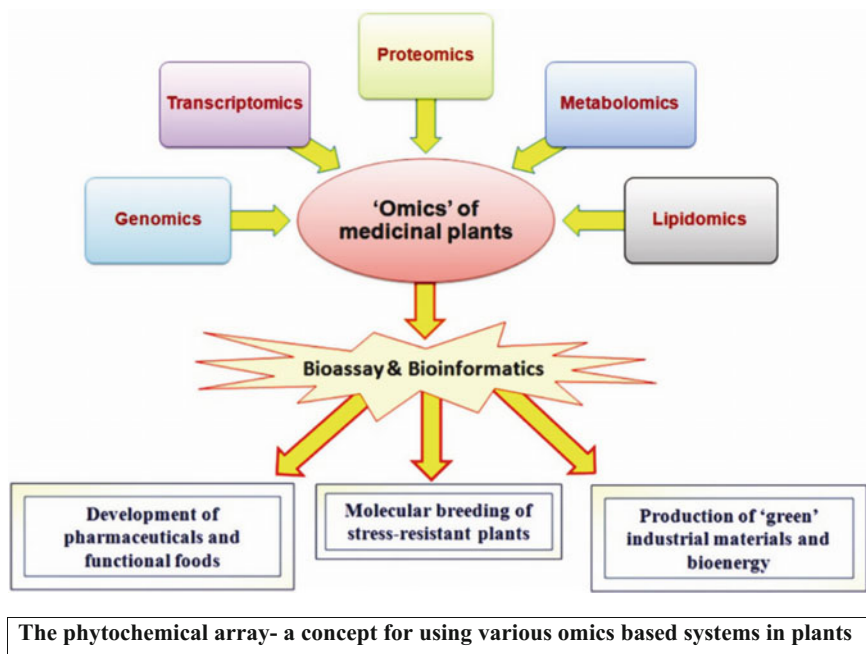 Proteomics
Transcriptomics
Metabolomics
Genomics
'Omics' of
medicinal plants
Lipidomics
Bioassay & Bioinformatics
Development of
pharmaceuticals and
functional foods
Molecular breeding of
stress-resistant plants
Production of 'green'
industrial materials and
bioenergy
The phytochemical array- a concept for using various omics based systems in plants